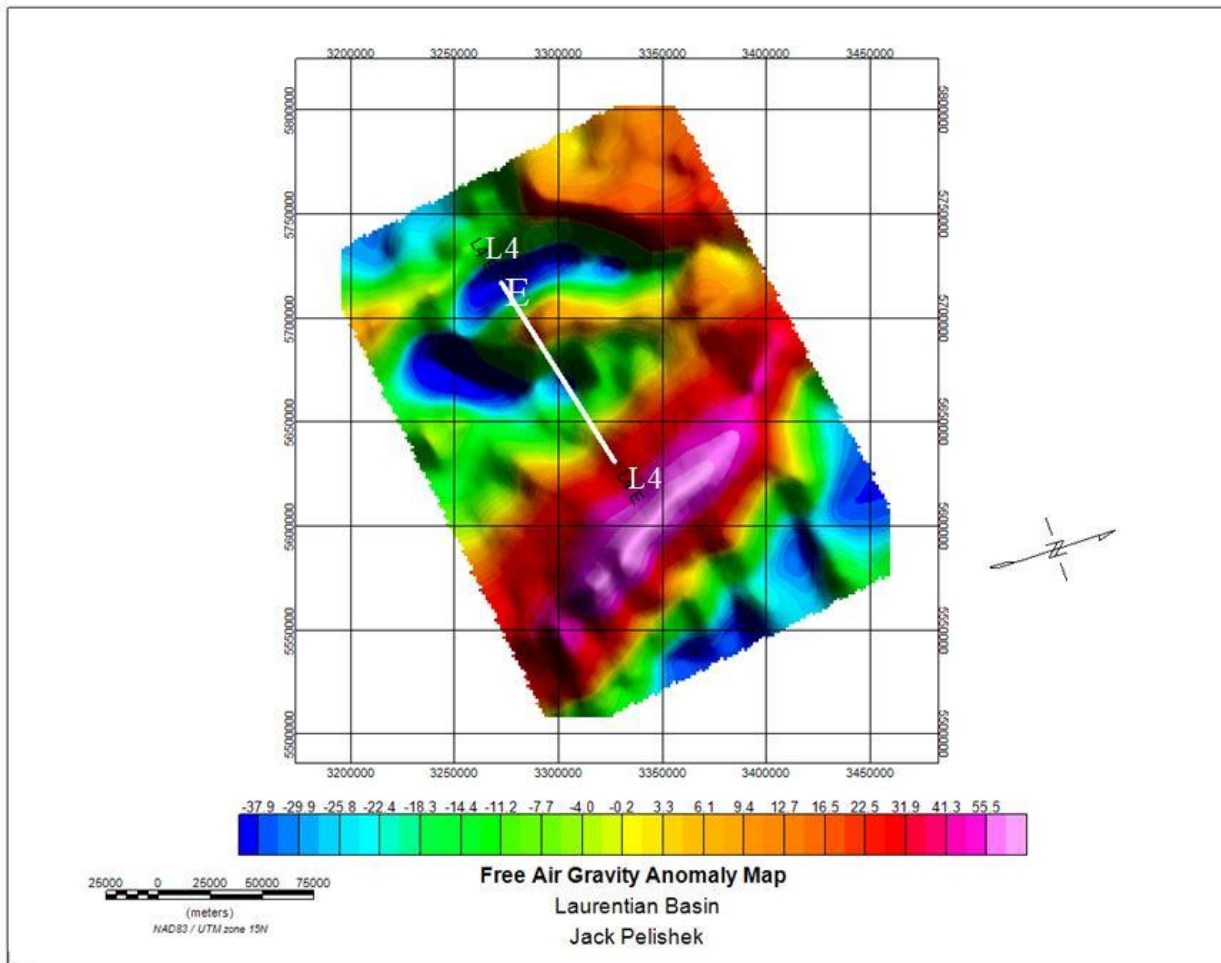 3200000 3250000 3300000 3350000 3400000 3450000
5800000 5800000
5750000 5750000
L4
E
5700000 5700000
5650000 5650000
L4
5600000 5600000
N
5550000 5550000
5500000 5500000
3200000 3250000 3300000 3350000 3400000 3450000
-37.9 -29.9 -25.8 -22.4 -18.3 -14.4 -11.2 -7.7 -4.0 -0.2 3.3 6.1 9.4 12.7 16.5 22.5 31.9 41.3 55.5
Free Air Gravity Anomaly Map
25000 0 25000 50000 75000
(meters)
NAD83 / UTM zone 15N
Laurentian Basin
Jack Pelishek